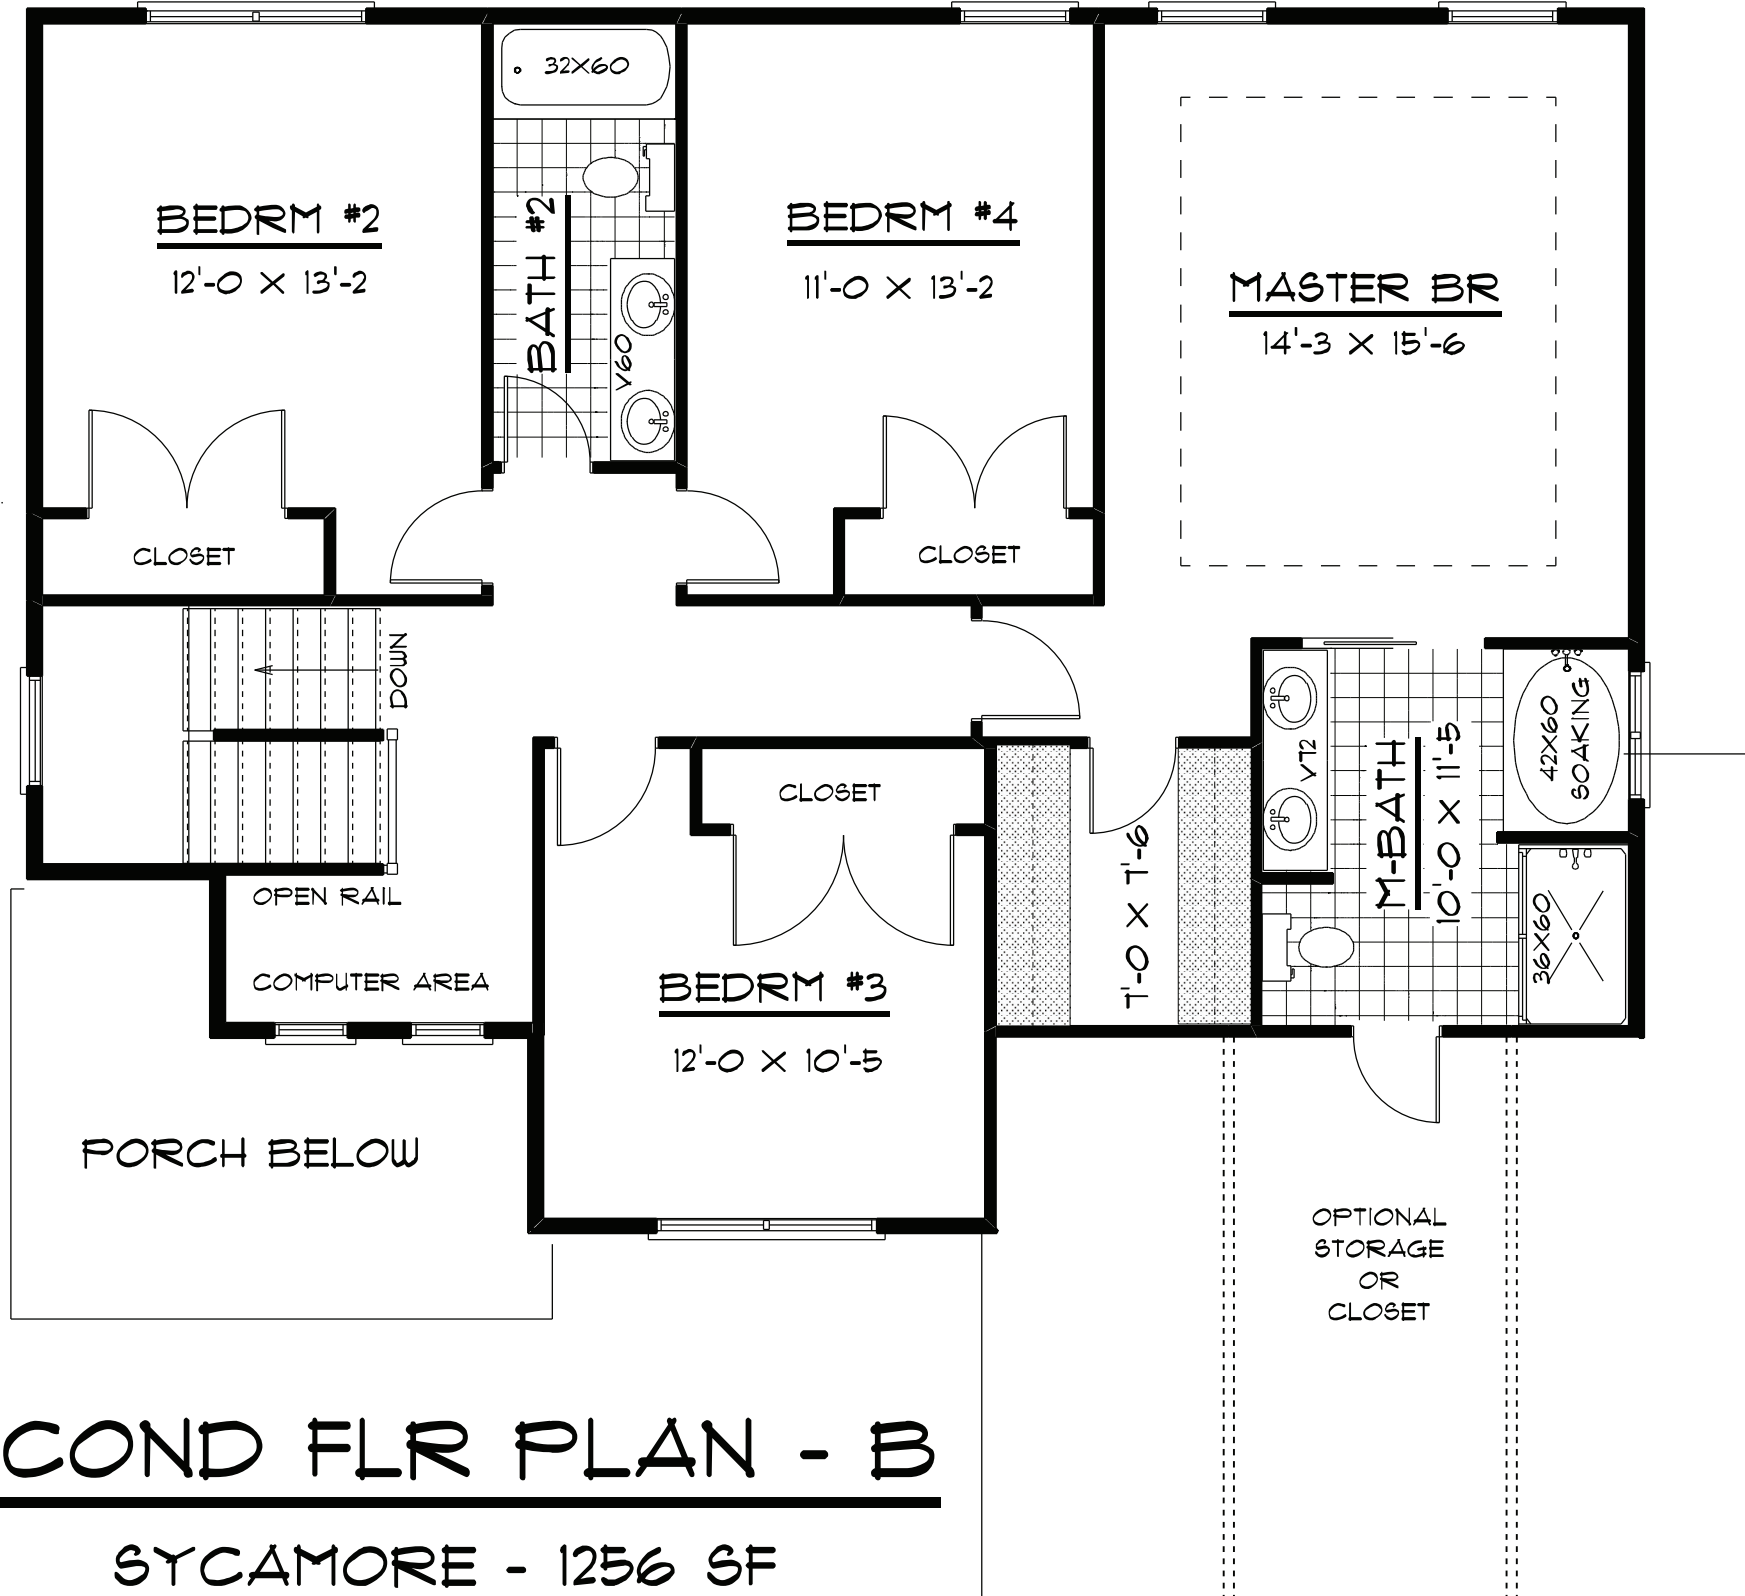 32X60
BEDRM #2
12'-0 X 13'-2
BATH #2
V60
BEDRM #4
11'-0 X 13'-2
MASTER BR
14'-3 X 15'-6
CLOSET
CLOSET
DOWN
CLOSET
OPEN RAIL
COMPUTER AREA
BEDRM #3
12'-0 X 10'-5
7'-0 X 7'-6
V72
M-BATH
10'-0 X 11'-5
42X60
SOAKING
36X60
PORCH BELOW
OPTIONAL
STORAGE
OR
CLOSET
COND FLR PLAN - B
SYCAMORE - 1256 SF